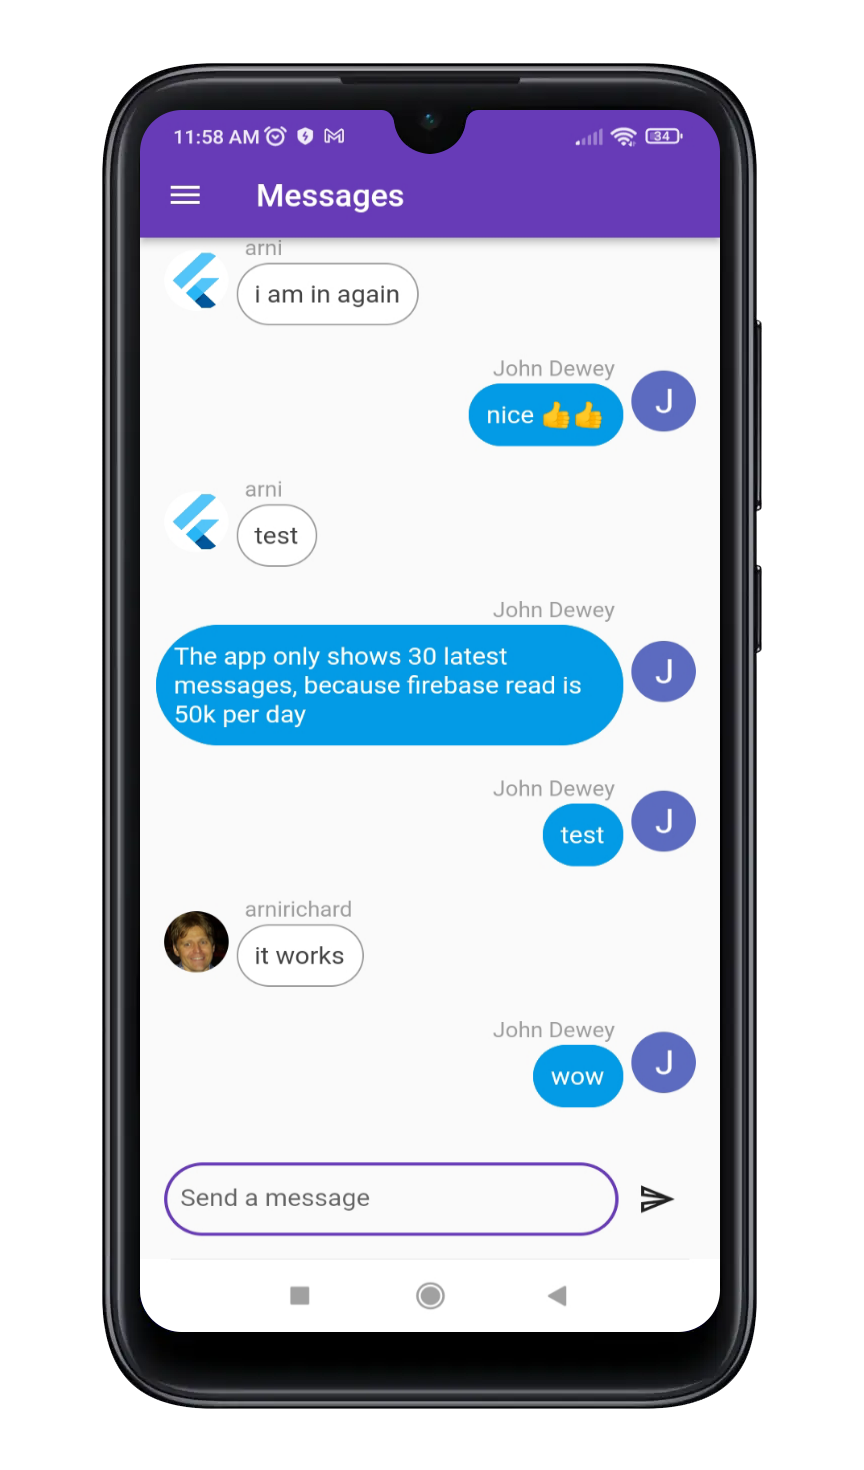 11:58 AM
34
Messages
arni
i am in again
John Dewey
nice 👍👍
J
arni
test
John Dewey
The app only shows 30 latest
messages, because firebase read is
50k per day
J
John Dewey
test
J
arnirichard
it works
John Dewey
wow
J
Send a message